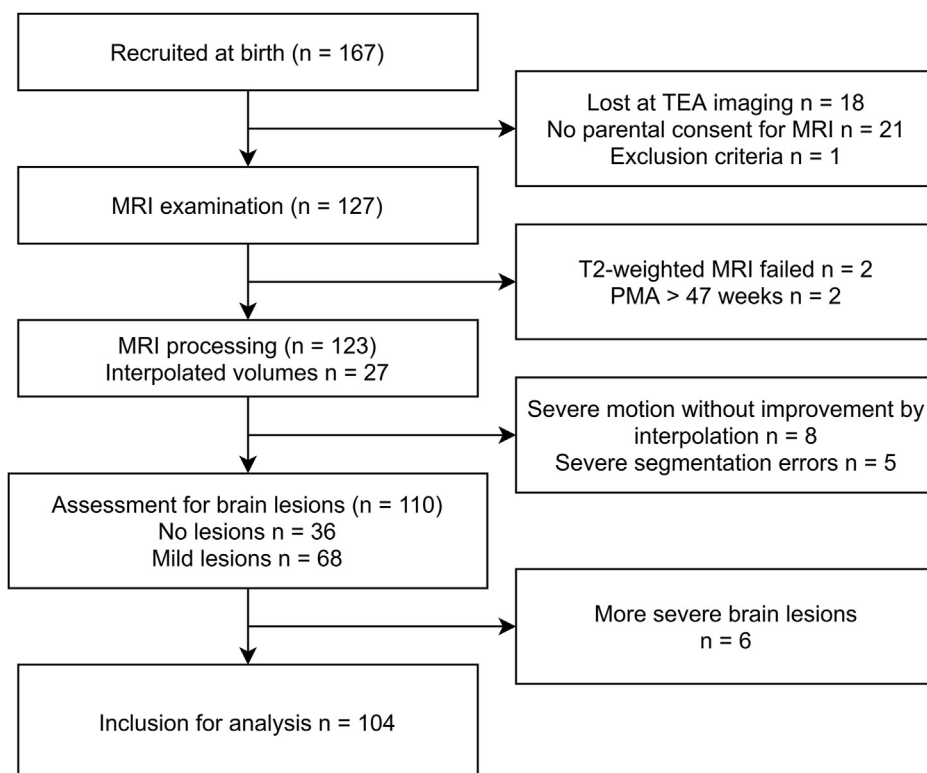 Recruited at birth (n = 167)
Lost at TEA imaging n = 18
No parental consent for MRI n = 21
Exclusion criteria n = 1
MRI examination (n = 127)
T2-weighted MRI failed n = 2
PMA > 47 weeks n = 2
MRI processing (n = 123)
Interpolated volumes n = 27
Severe motion without improvement by
interpolation n = 8
Severe segmentation errors n = 5
Assessment for brain lesions (n = 110)
No lesions n = 36
Mild lesions n = 68
More severe brain lesions
n = 6
Inclusion for analysis n = 104